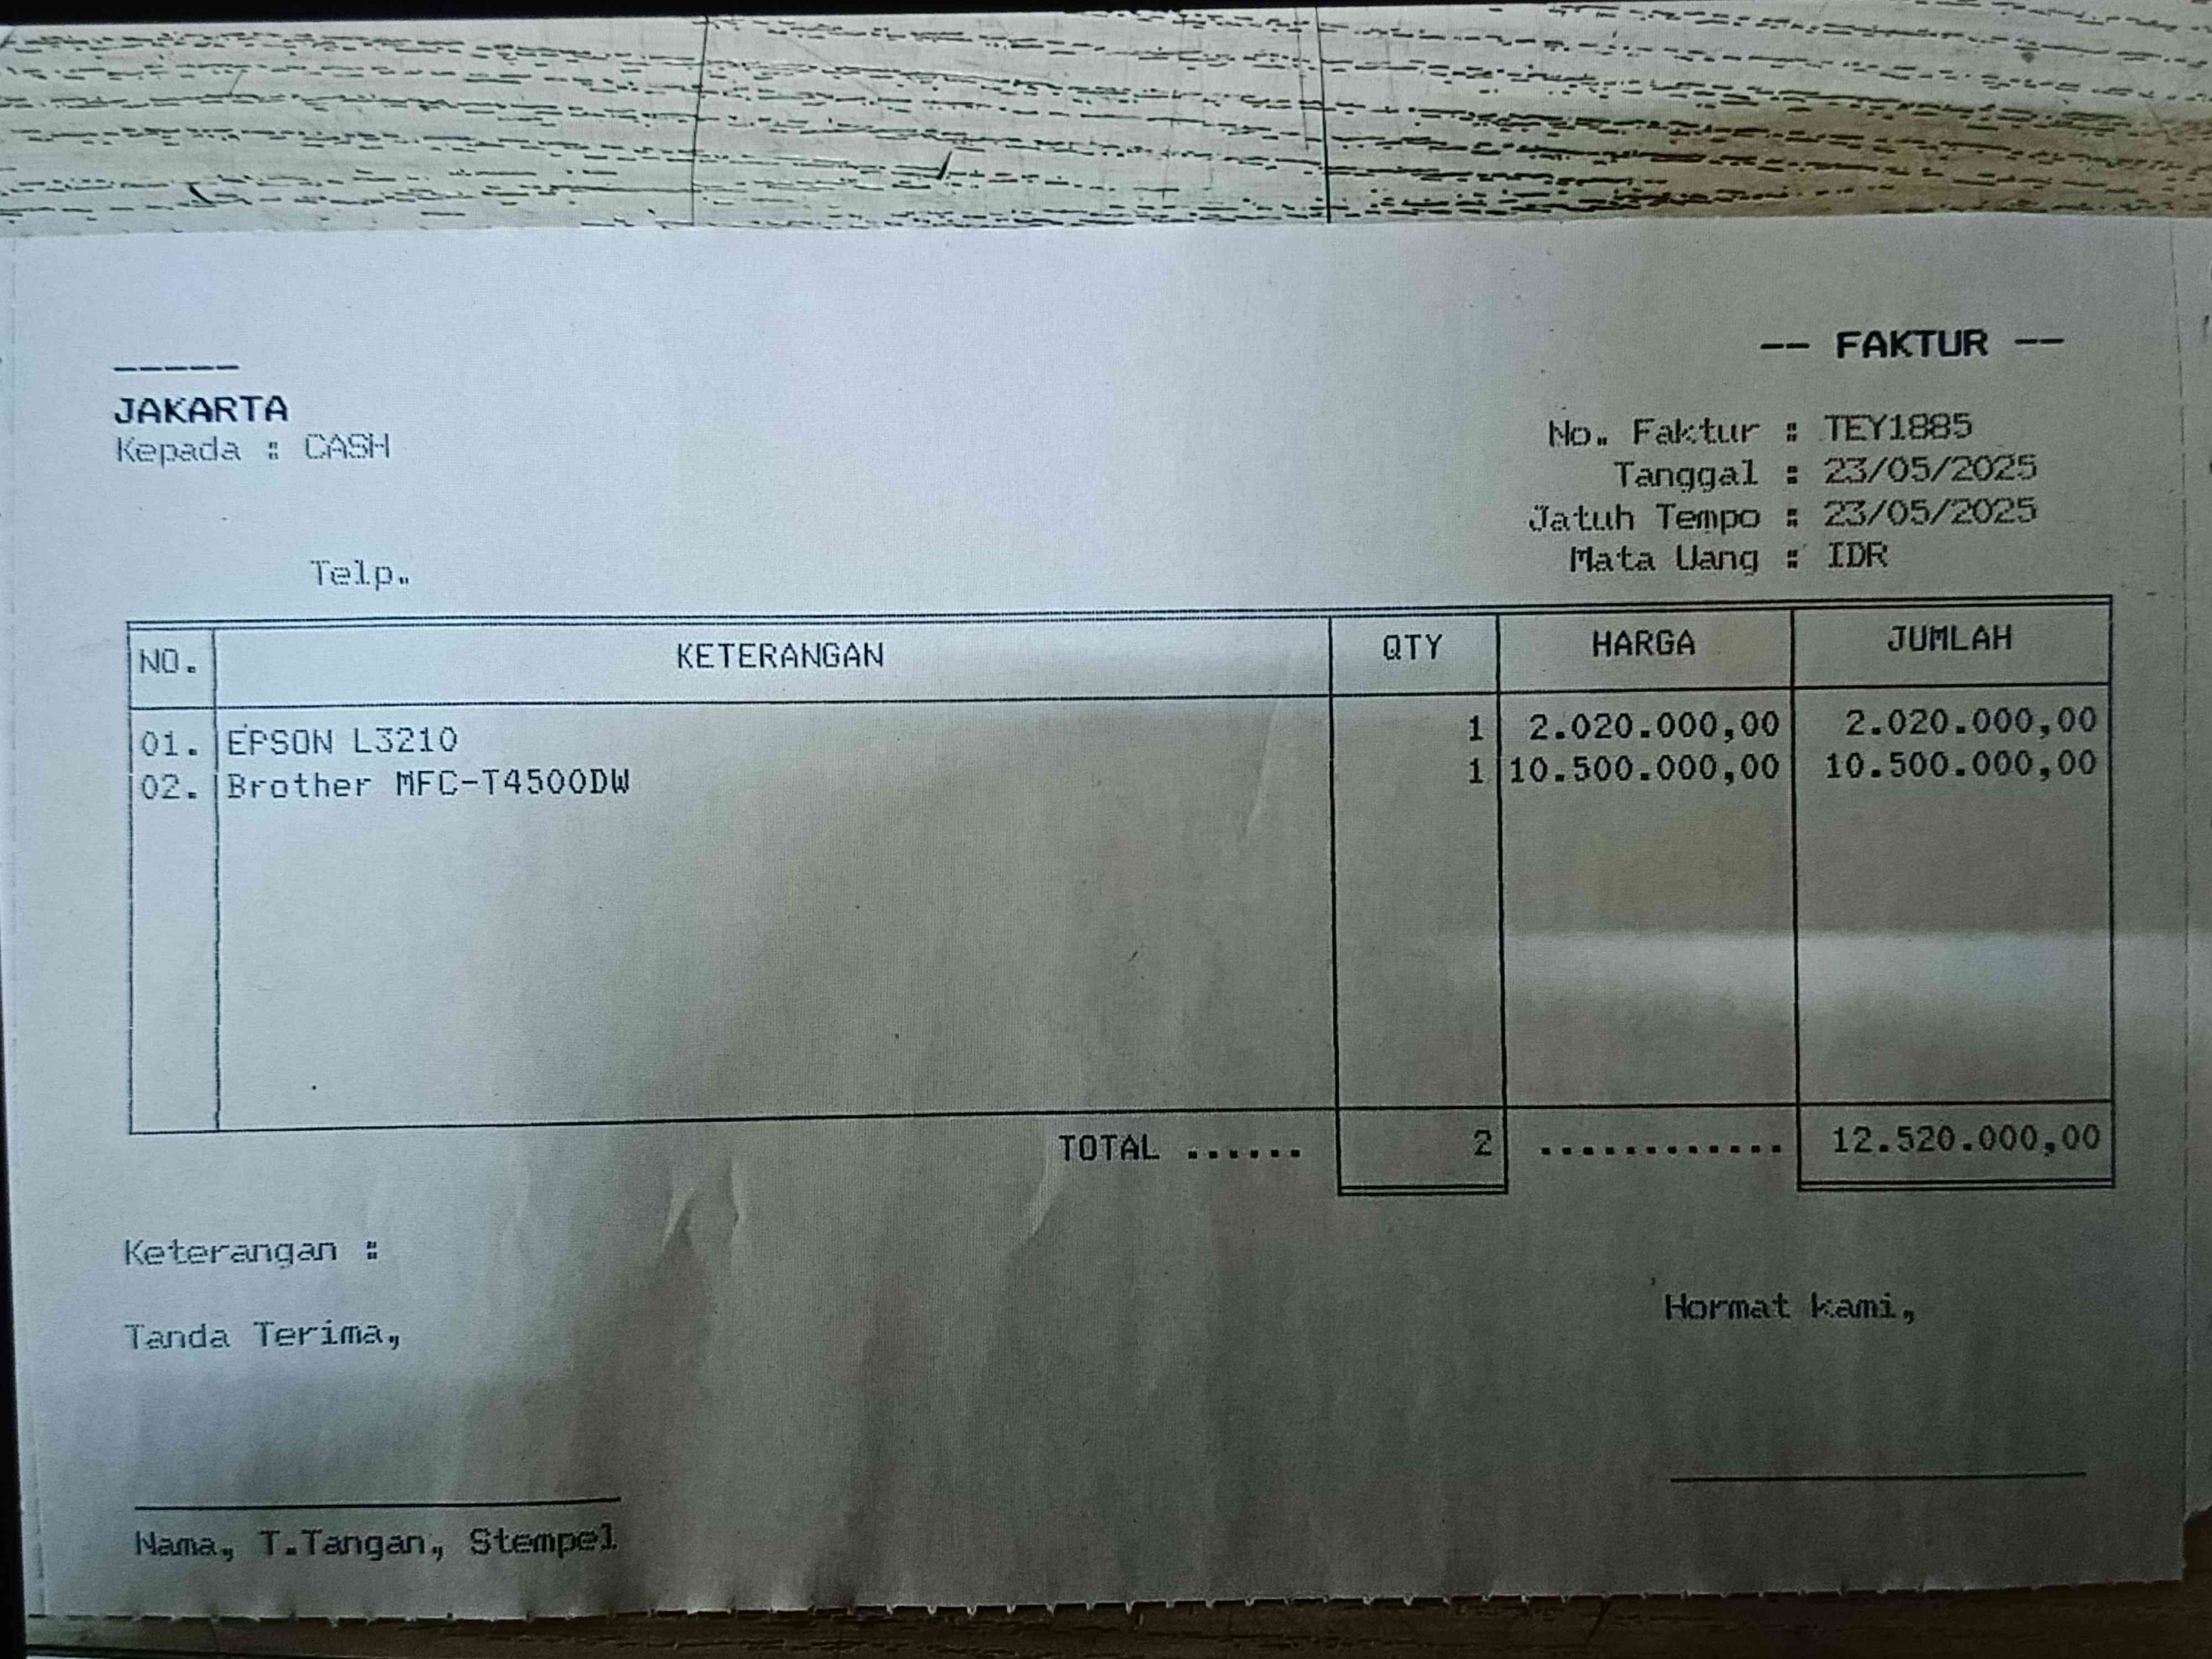 -- FAKTUR --
-----
JAKARTA
Kepada : CASH
No. Faktur : TEY1885
Tanggal : 23/05/2025
Jatuh Tempo : 23/05/2025
Mata Uang : IDR
Telp.
NO. KETERANGAN QTY HARGA JUMLAH
01. EPSON L3210 1 2.020.000,00 2.020.000,00
02. Brother MFC-T4500DW 1 10.500.000,00 10.500.000,00
TOTAL ...... 2 ............ 12.520.000,00
Keterangan :
Tanda Terima,
Hormat kami,
Nama, T.Tangan, Stempel